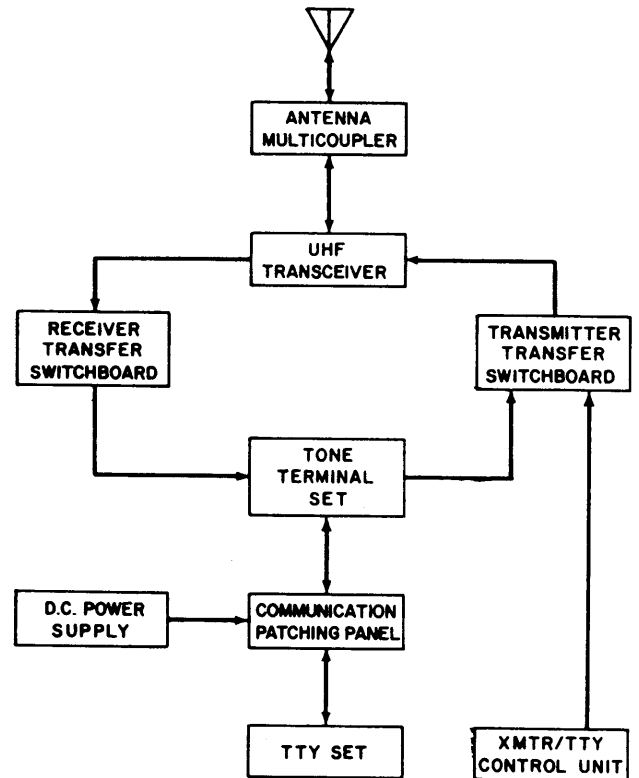 ANTENNA
MULTICOUPLER
UHF
TRANSCEIVER
RECEIVER
TRANSFER
SWITCHBOARD
TRANSMITTER
TRANSFER
SWITCHBOARD
TONE
TERMINAL
SET
D.C. POWER
SUPPLY
COMMUNICATION
PATCHING PANEL
TTY SET
XMTR/TTY
CONTROL UNIT